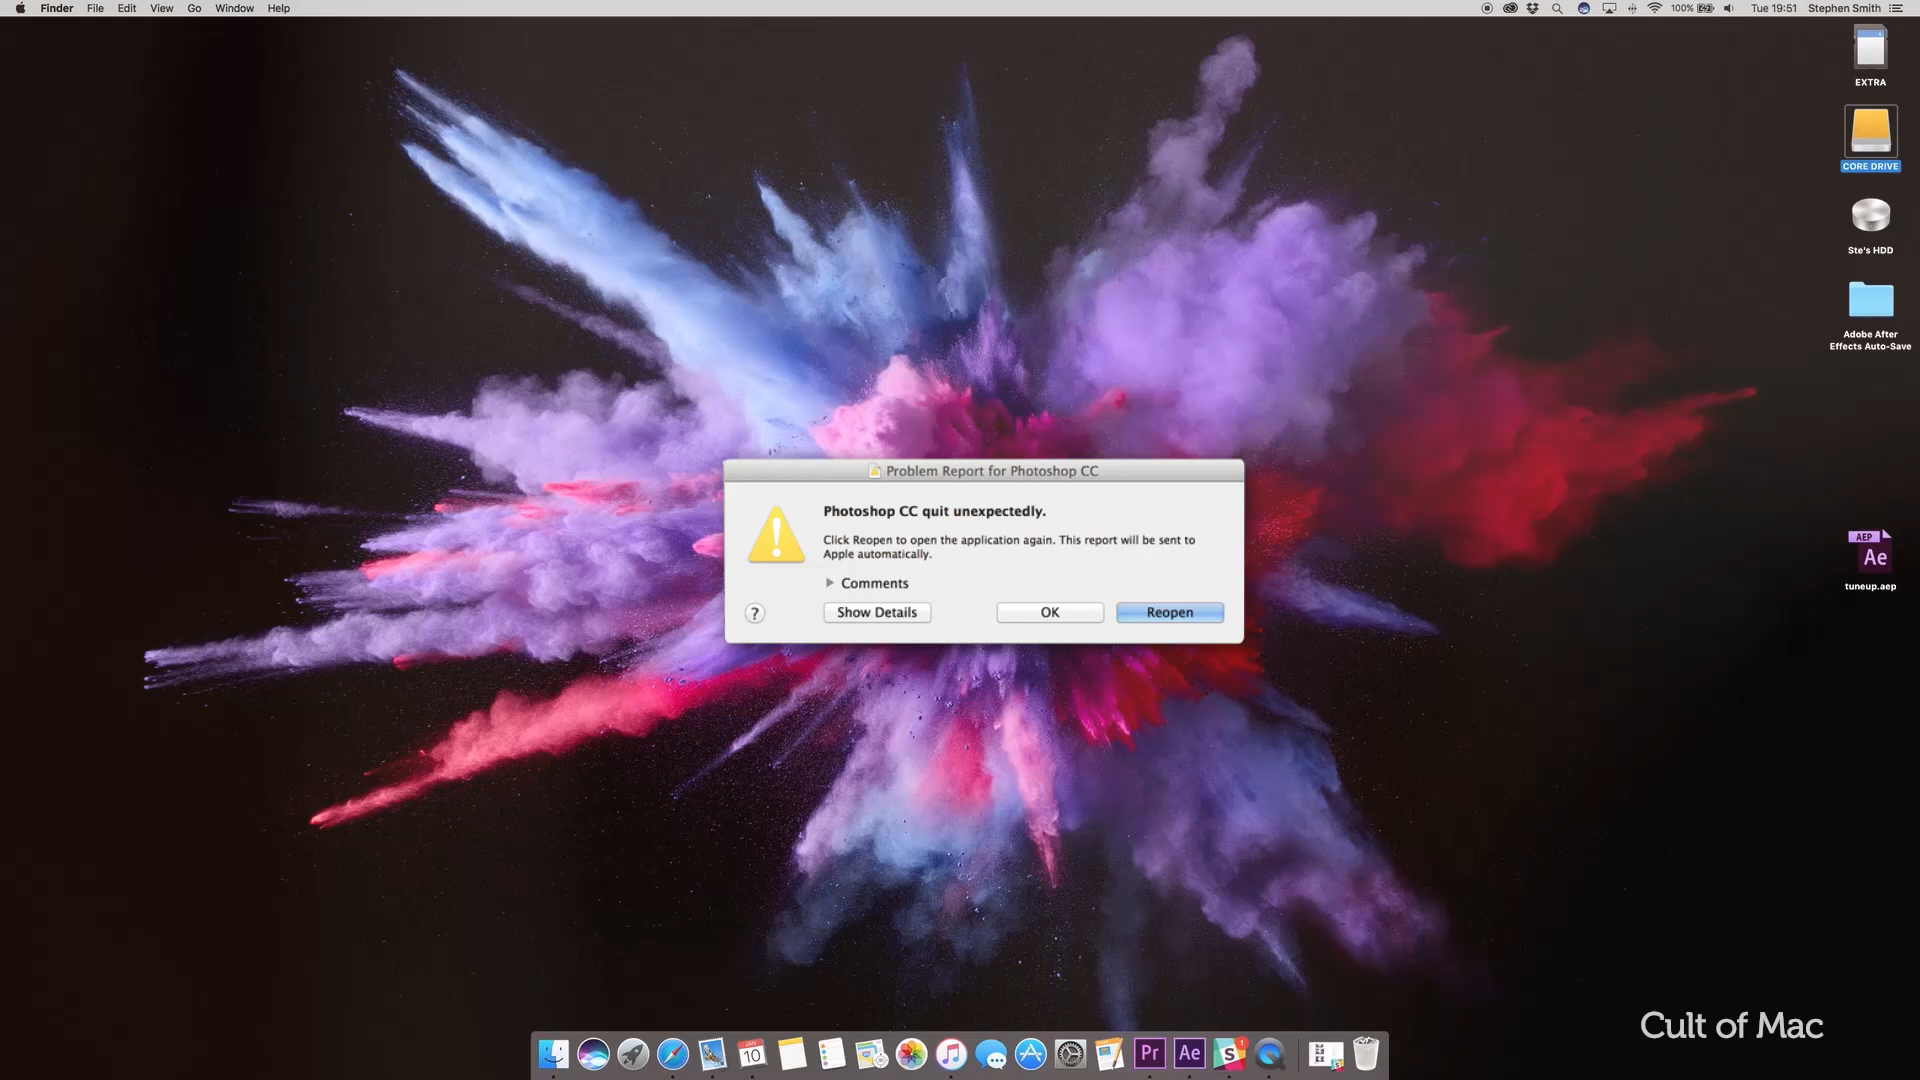 Finder File Edit View Go Window Help
100% Tue 19:51 Stephen Smith
EXTRA
CORE DRIVE
Ste's HDD
Adobe After
Effects Auto-Save
Problem Report for Photoshop CC
Photoshop CC quit unexpectedly.
Click Reopen to open the application again. This report will be sent to
Apple automatically.
Comments
? Show Details OK Reopen
AEP
Ae
tuneup.aep
Cult of Mac
JAN
10
Pr
Ae
S
1